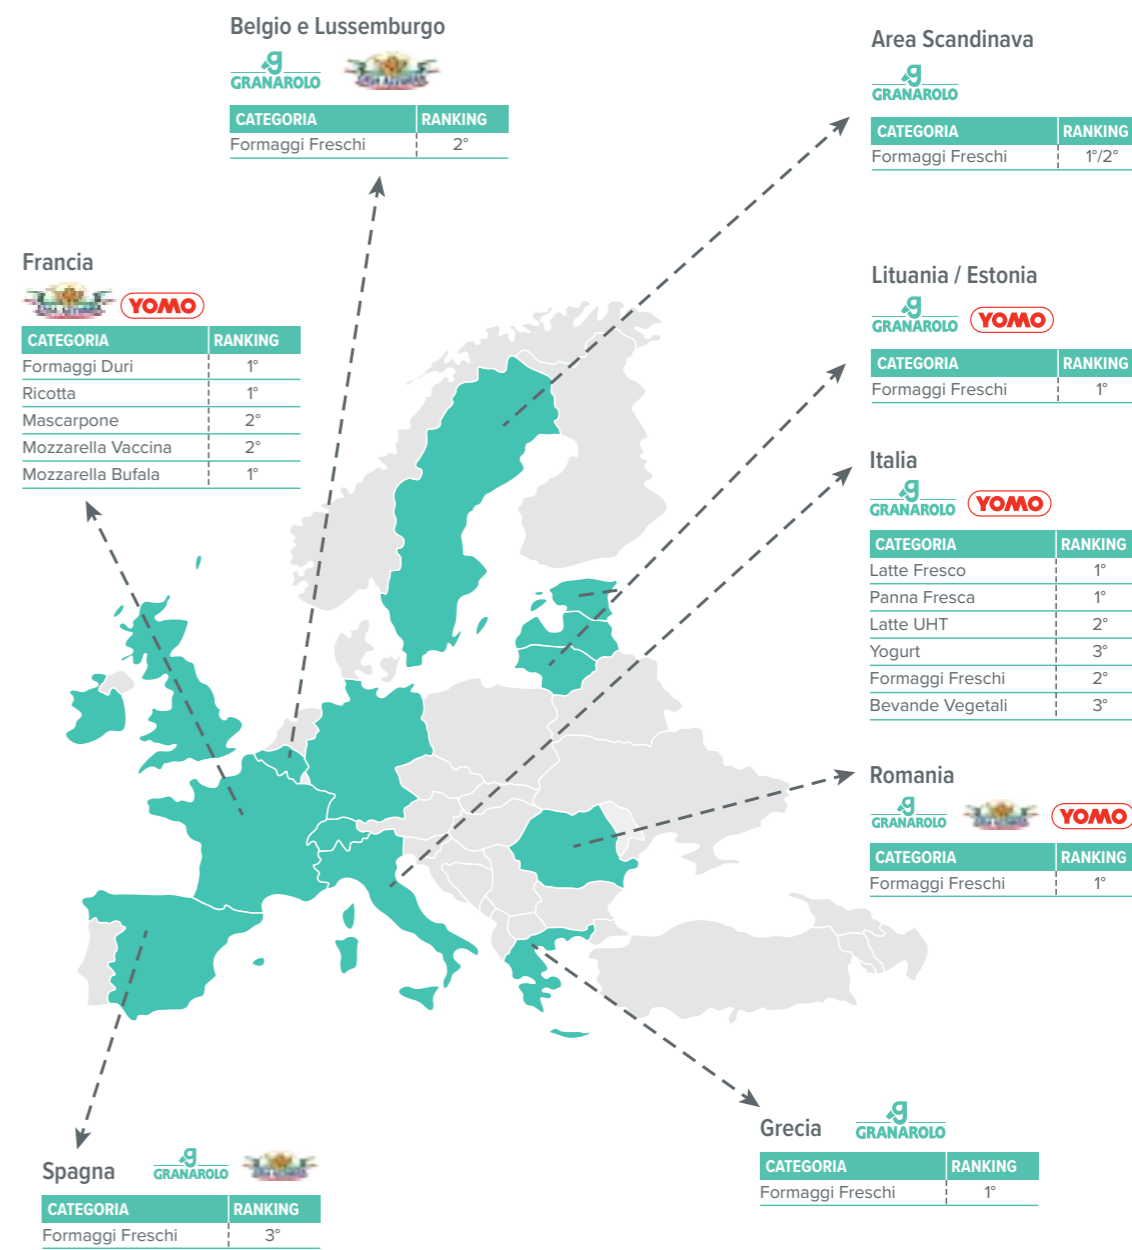 Belgio e Lussemburgo
GRANAROLO
CATEGORIA RANKING
Formaggi Freschi 2°
Area Scandinava
GRANAROLO
CATEGORIA RANKING
Formaggi Freschi 1°/2°
Francia
YOMO
CATEGORIA RANKING
Formaggi Duri 1°
Ricotta 1°
Mascarpone 2°
Mozzarella Vaccina 2°
Mozzarella Bufala 1°
Lituania / Estonia
GRANAROLO YOMO
CATEGORIA RANKING
Formaggi Freschi 1°
Italia
GRANAROLO YOMO
CATEGORIA RANKING
Latte Fresco 1°
Panna Fresca 1°
Latte UHT 2°
Yogurt 3°
Formaggi Freschi 2°
Bevande Vegetali 3°
Romania
GRANAROLO YOMO
CATEGORIA RANKING
Formaggi Freschi 1°
Grecia GRANAROLO
CATEGORIA RANKING
Formaggi Freschi 1°
Spagna GRANAROLO
CATEGORIA RANKING
Formaggi Freschi 3°